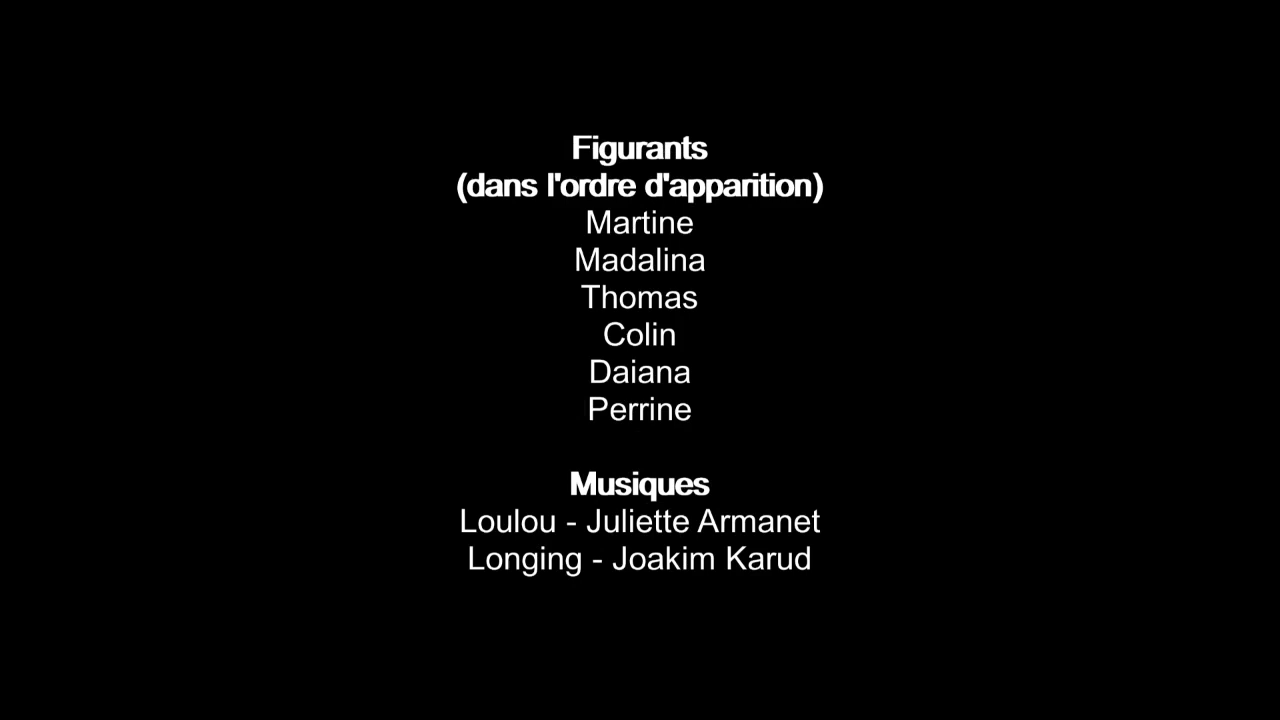 Figurants
(dans l'ordre d'apparition)
Martine
Madalina
Thomas
Colin
Daiana
Perrine
Musiques
Loulou - Juliette Armanet
Longing - Joakim Karud